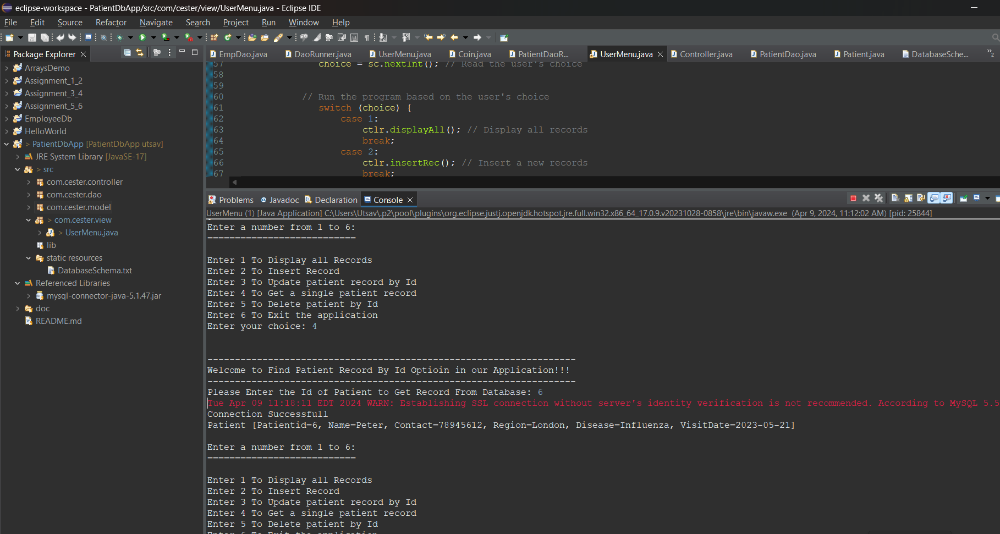 eclipse-workspace - PatientDbApp/src/com/cester/view/UserMenu.java - Eclipse IDE
File Edit Source Refactor Navigate Search Project Run Window Help
Package Explorer
ArraysDemo
Assignment_1_2
Assignment_3_4
Assignment_5_6
EmployeeDb
HelloWorld
> PatientDbApp [PatientDbApp utsav]
JRE System Library [JavaSE-17]
> src
com.cester.controller
com.cester.dao
com.cester.model
> com.cester.view
> UserMenu.java
lib
static resources
DatabaseSchema.txt
Referenced Libraries
mysql-connector-java-5.1.47.jar
doc
README.md
EmpDao.java DaoRunner.java UserMenu.java Coin.java PatientDaoR... UserMenu.java Controller.java PatientDao.java Patient.java DatabaseSche... »2
57 choice = sc.nextInt(); // Read the user's choice
58
59
60 // Run the program based on the user's choice
61 switch (choice) {
62 case 1:
63 ctlr.displayAll(); // Display all records
64 break;
65 case 2:
66 ctlr.insertRec(); // Insert a new records
67 break;
Problems Javadoc Declaration Console
UserMenu (1) [Java Application] C:\Users\Utsav\.p2\pool\plugins\org.eclipse.justj.openjdk.hotspot.jre.full.win32.x86_64_17.0.9.v20231028-0858\jre\bin\javaw.exe (Apr 9, 2024, 11:12:02 AM) [pid: 25844]
Enter a number from 1 to 6:
===========================
Enter 1 To Display all Records
Enter 2 To Insert Record
Enter 3 To Update patient record by Id
Enter 4 To Get a single patient record
Enter 5 To Delete patient by Id
Enter 6 To Exit the application
Enter your choice: 4
-------------------------------------------------------------------
Welcome to Find Patient Record By Id Optioin in our Application!!!
-------------------------------------------------------------------
Please Enter the Id of Patient to Get Record From Database: 6
Tue Apr 09 11:18:11 EDT 2024 WARN: Establishing SSL connection without server's identity verification is not recommended. According to MySQL 5.5
Connection Successfull
Patient [Patientid=6, Name=Peter, Contact=78945612, Region=London, Disease=Influenza, VisitDate=2023-05-21]
Enter a number from 1 to 6:
===========================
Enter 1 To Display all Records
Enter 2 To Insert Record
Enter 3 To Update patient record by Id
Enter 4 To Get a single patient record
Enter 5 To Delete patient by Id
Enter 6 To Exit the application